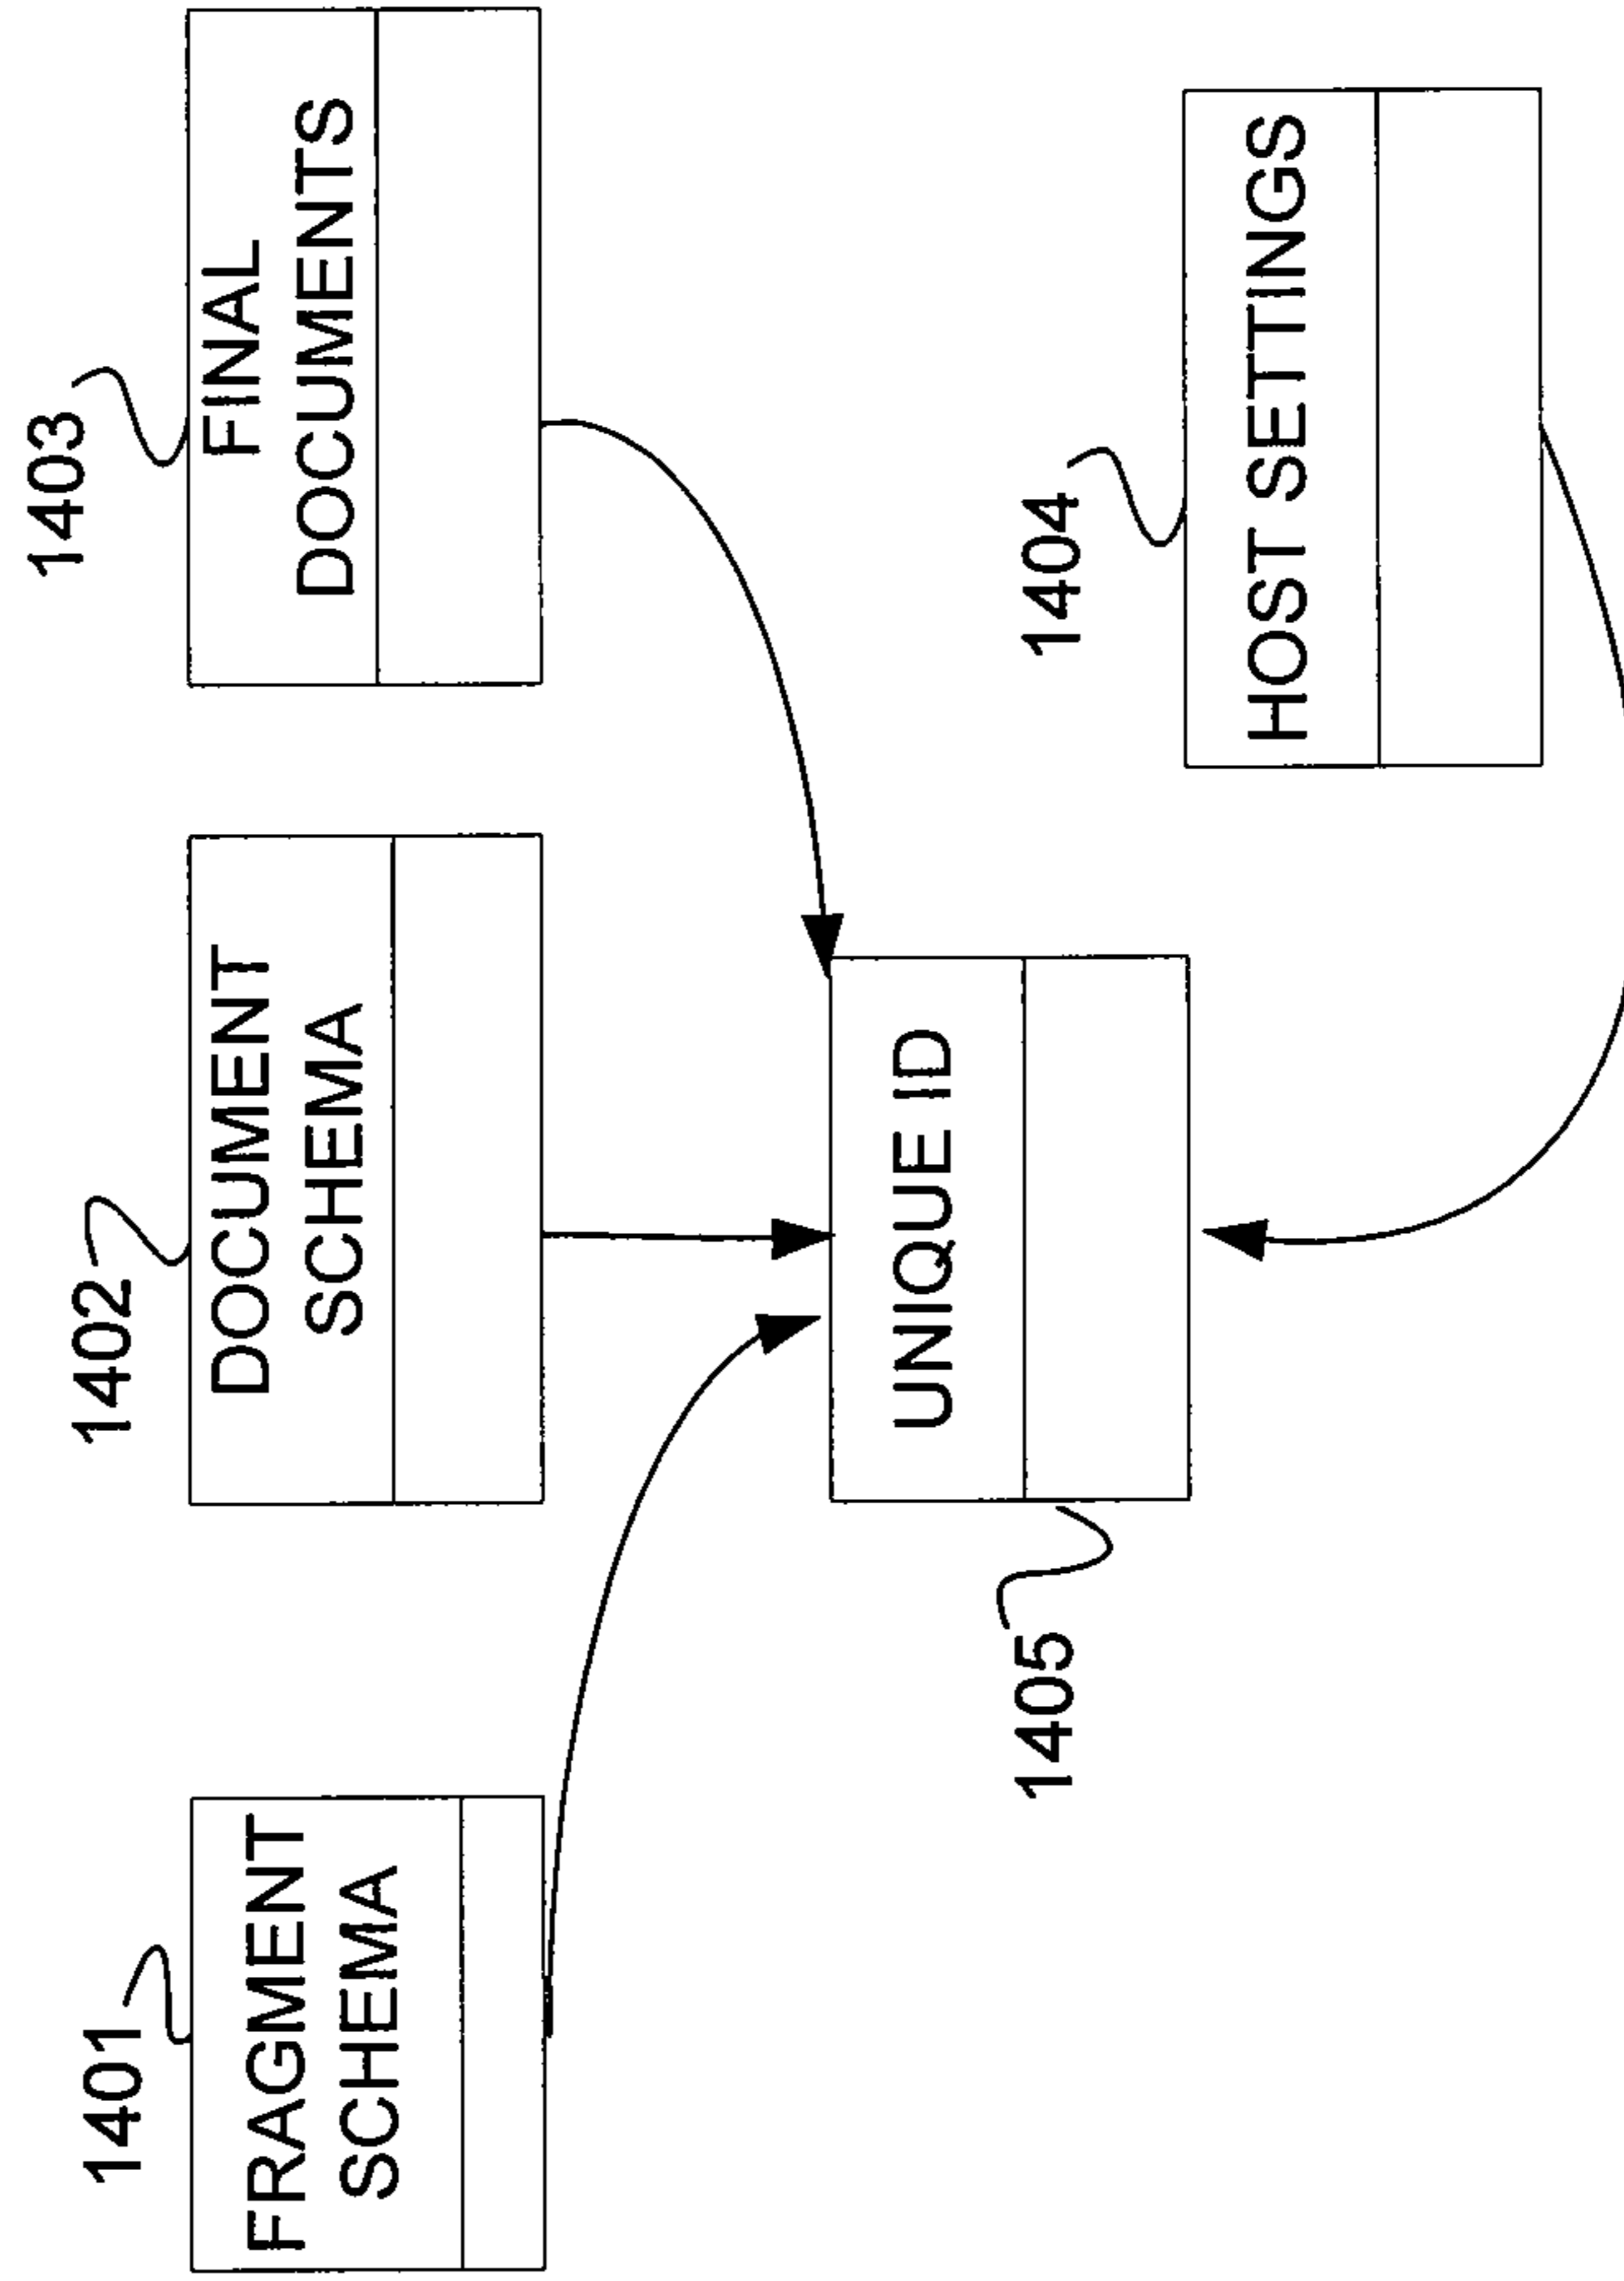 1401
FRAGMENT
SCHEMA
1402
DOCUMENT
SCHEMA
1403
FINAL
DOCUMENTS
1405
UNIQUE ID
1404
HOST SETTINGS